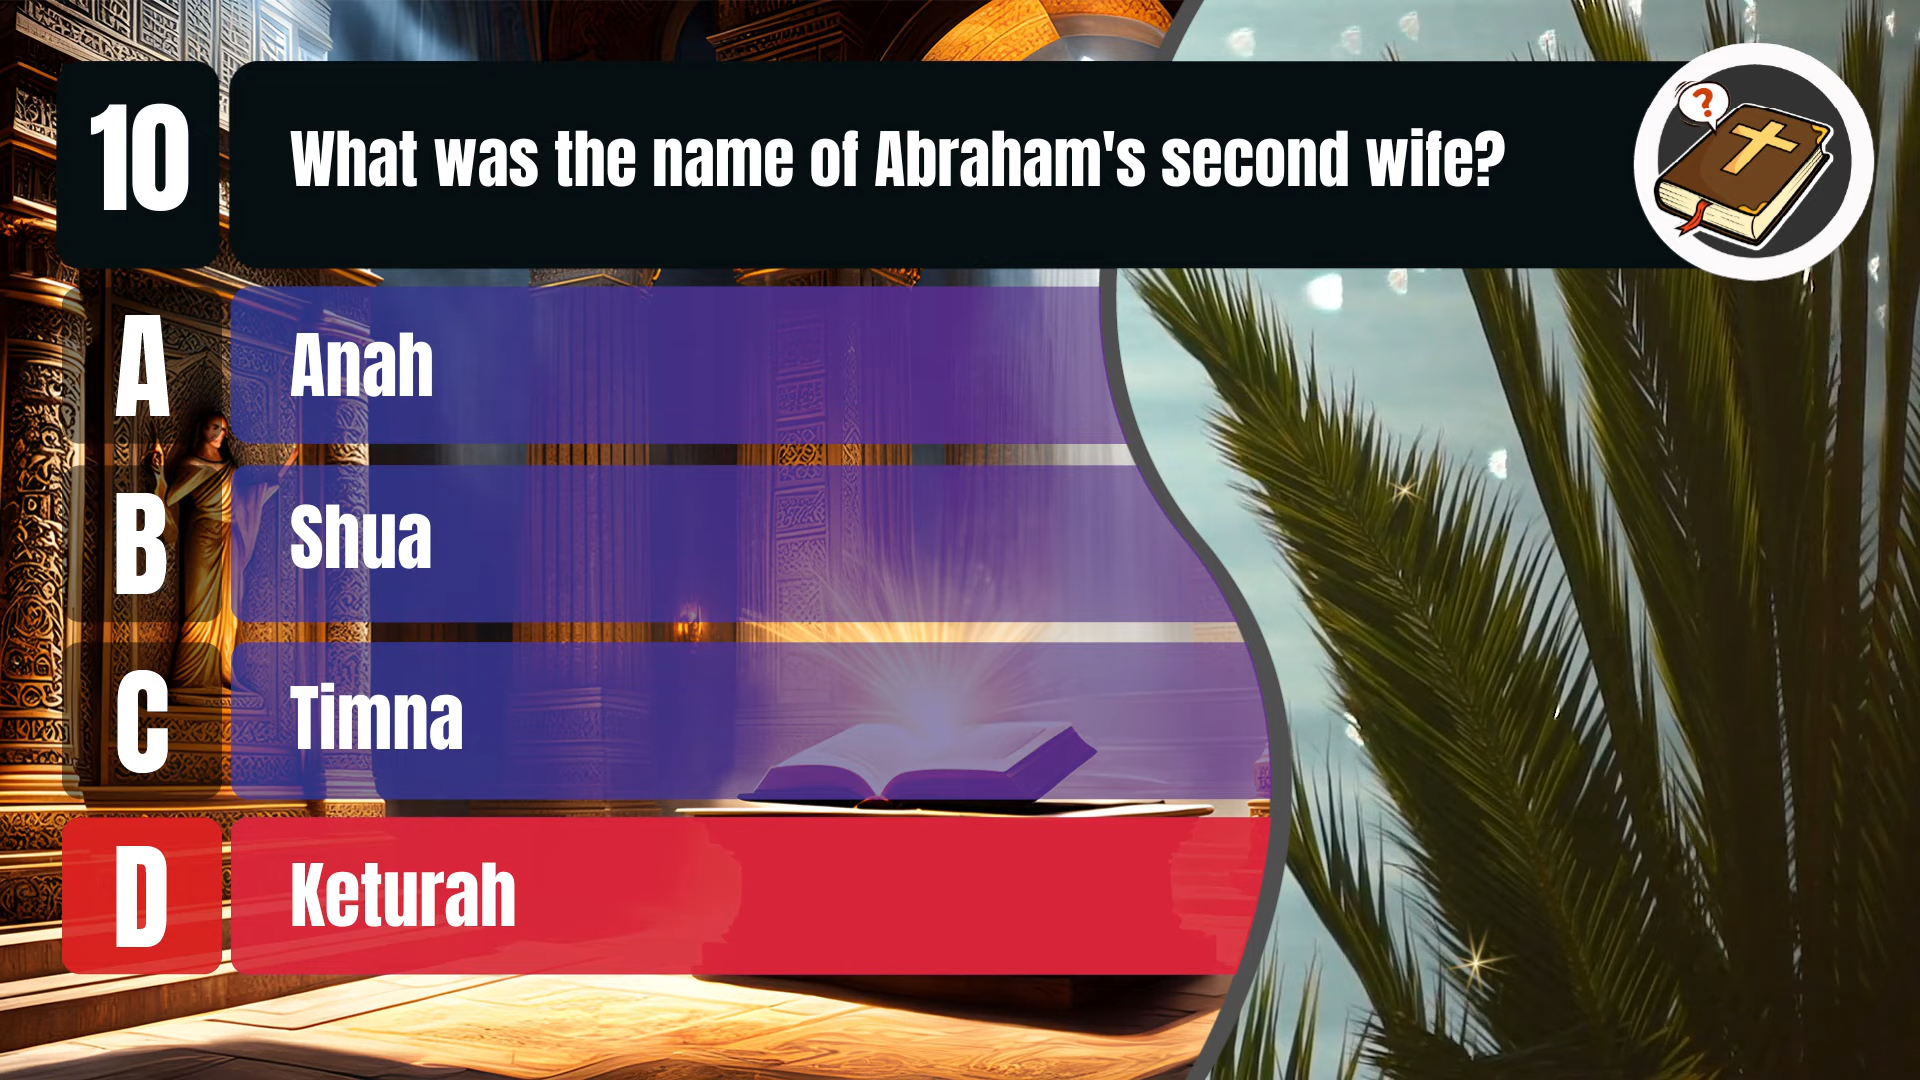 10
What was the name of Abraham's second wife?
?
A
Anah
B
Shua
C
Timna
D
Keturah